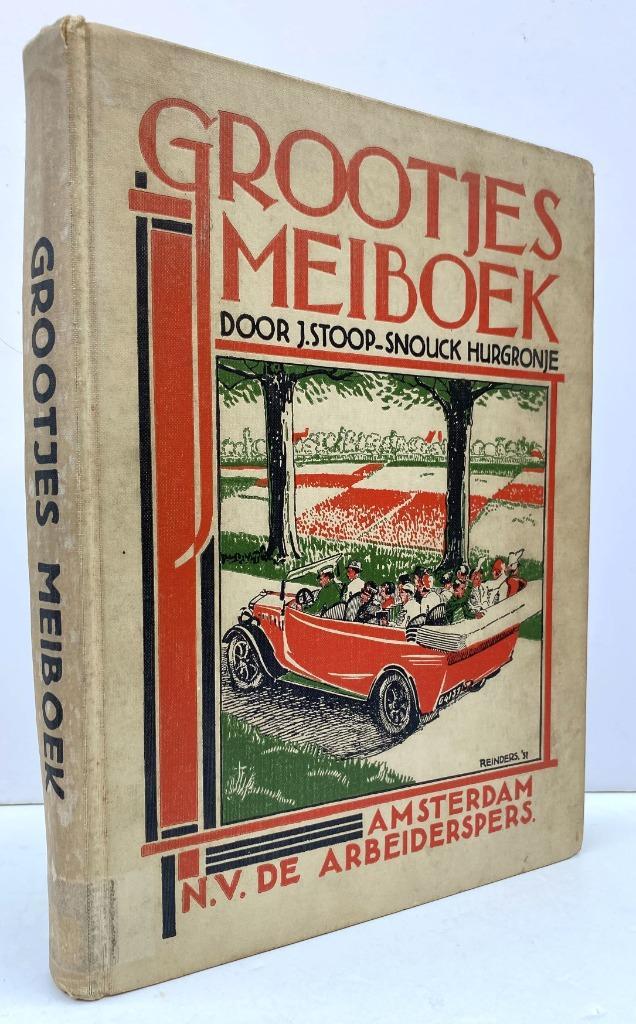 GROOTJES MEIBOEK
GROOTJES
MEIBOEK
DOOR J. STOOP-SNOUCK HURGRONJE
REINDERS. '31
AMSTERDAM
N.V. DE ARBEIDERSPERS.